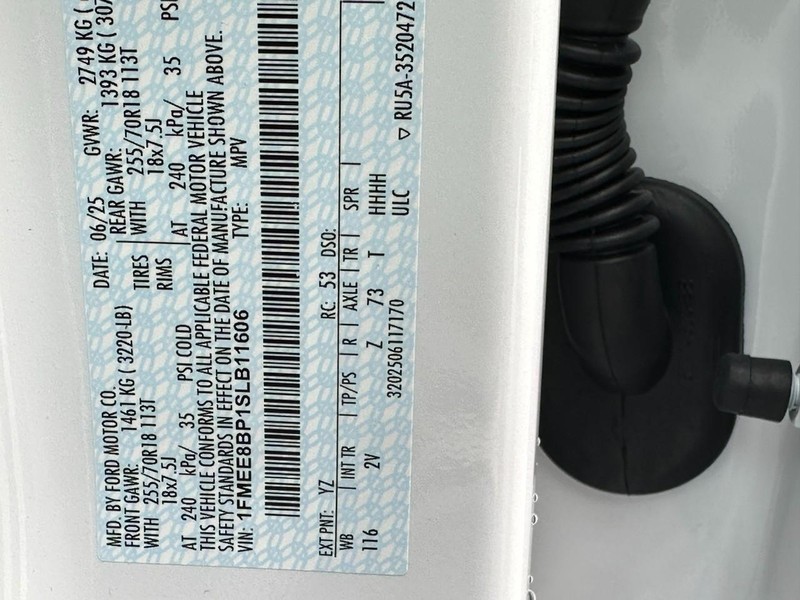 MFD. BY FORD MOTOR CO. DATE: 06/25 GVWR: 2749 KG (
FRONT GAWR: 1461 KG ( 3220-LB) REAR GAWR: 1393 KG ( 307
WITH 255/70R18 113T TIRES WITH 255/70R18 113T
18x7.5J RIMS 18x7.5J
AT 240 kPa/ 35 PSI COLD AT 240 kPa/ 35 PSI
THIS VEHICLE CONFORMS TO ALL APPLICABLE FEDERAL MOTOR VEHICLE
SAFETY STANDARDS IN EFFECT ON THE DATE OF MANUFACTURE SHOWN ABOVE.
VIN: 1FMEE8BP1SLB11606 TYPE: MPV
EXT PNT: YZ RC: 53 DSO:
WB INT TR TP/PS R AXLE TR SPR
116 2V Z 73 T HHHH
3202506117170 ULC ▽ RU5A-3520472